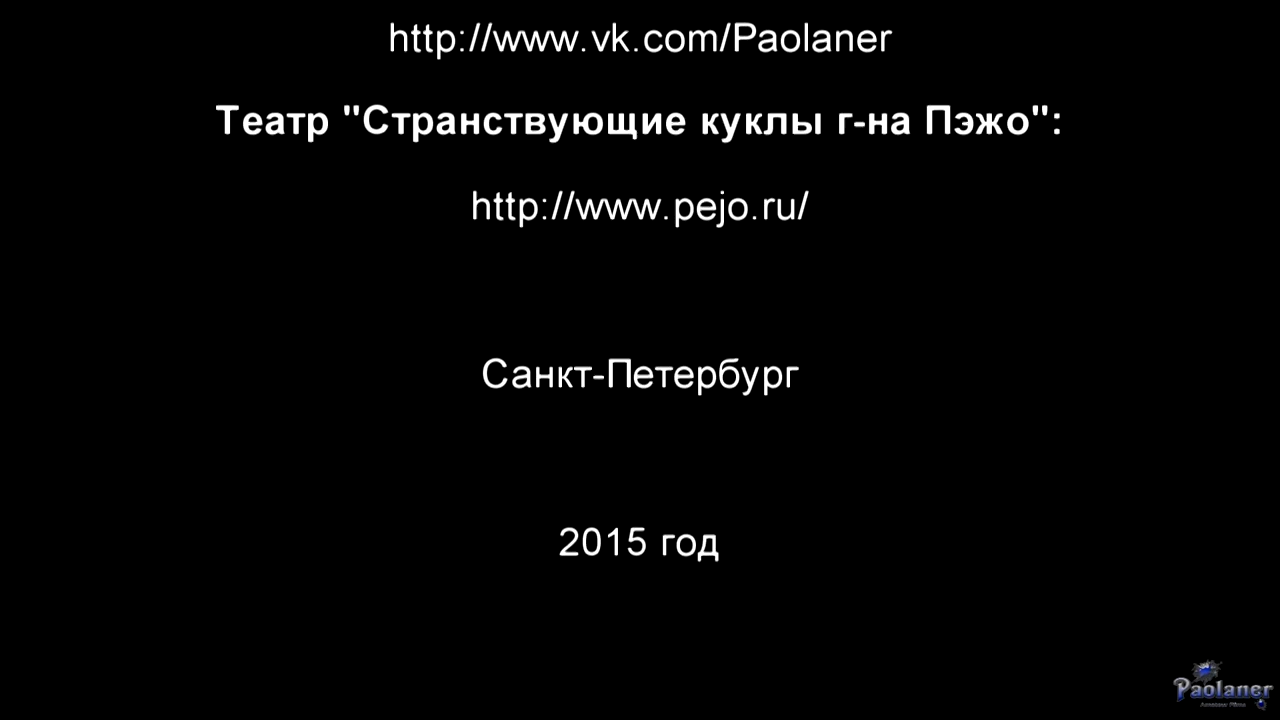 http://www.vk.com/Paolaner
Театр "Странствующие куклы г-на Пэжо":
http://www.pejo.ru/
Санкт-Петербург
2015 год
Paolaner